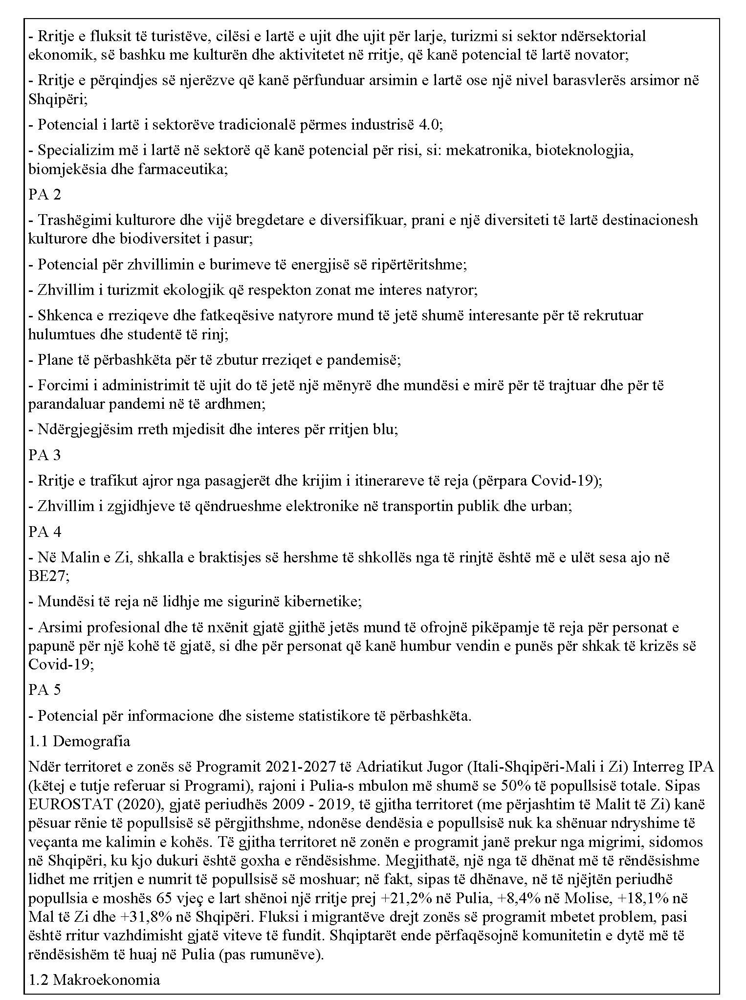 - Rritje e fluksit të turistëve, cilësi e lartë e ujit dhe ujit për larje, turizmi si sektor ndërsektorial
ekonomik, së bashku me kulturën dhe aktivitetet në rritje, që kanë potencial të lartë novator;
- Rritje e përqindjes së njerëzve që kanë përfunduar arsimin e lartë ose një nivel barasvlerës arsimor në
Shqipëri;
- Potencial i lartë i sektorëve tradicionalë përmes industrisë 4.0;
- Specializim më i lartë në sektorë që kanë potencial për risi, si: mekatronika, bioteknologjia,
biomjekësia dhe farmaceutika;
PA 2
- Trashëgimi kulturore dhe vijë bregdetare e diversifikuar, prani e një diversiteti të lartë destinacionesh
kulturore dhe biodiversitet i pasur;
- Potencial për zhvillimin e burimeve të energjisë së ripërtëritshme;
- Zhvillim i turizmit ekologjik që respekton zonat me interes natyror;
- Shkenca e rreziqeve dhe fatkeqësive natyrore mund të jetë shumë interesante për të rekrutuar
hulumtues dhe studentë të rinj;
- Plane të përbashkëta për të zbutur rreziqet e pandemisë;
- Forcimi i administrimit të ujit do të jetë një mënyrë dhe mundësi e mirë për të trajtuar dhe për të
parandaluar pandemi në të ardhmen;
- Ndërgjegjësim rreth mjedisit dhe interes për rritjen blu;
PA 3
- Rritje e trafikut ajror nga pasagjerët dhe krijim i itinerareve të reja (përpara Covid-19);
- Zhvillim i zgjidhjeve të qëndrueshme elektronike në transportin publik dhe urban;
PA 4
- Në Malin e Zi, shkalla e braktisjes së hershme të shkollës nga të rinjtë është më e ulët sesa ajo në
BE27;
- Mundësi të reja në lidhje me sigurinë kibernetike;
- Arsimi profesional dhe të nxënit gjatë gjithë jetës mund të ofrojnë pikëpamje të reja për personat e
papunë për një kohë të gjatë, si dhe për personat që kanë humbur vendin e punës për shkak të krizës së
Covid-19;
PA 5
- Potencial për informacione dhe sisteme statistikore të përbashkëta.
1.1 Demografia
Ndër territoret e zonës së Programit 2021-2027 të Adriatikut Jugor (Itali-Shqipëri-Mali i Zi) Interreg IPA
(këtej e tutje referuar si Programi), rajoni i Pulia-s mbulon më shumë se 50% të popullsisë totale. Sipas
EUROSTAT (2020), gjatë periudhës 2009 - 2019, të gjitha territoret (me përjashtim të Malit të Zi) kanë
pësuar rënie të popullsisë së përgjithshme, ndonëse dendësia e popullsisë nuk ka shënuar ndryshime të
veçanta me kalimin e kohës. Të gjitha territoret në zonën e programit janë prekur nga migrimi, sidomos
në Shqipëri, ku kjo dukuri është goxha e rëndësishme. Megjithatë, një nga të dhënat më të rëndësishme
lidhet me rritjen e numrit të popullsisë së moshuar; në fakt, sipas të dhënave, në të njëjtën periudhë
popullsia e moshës 65 vjeç e lart shënoi një rritje prej +21,2% në Pulia, +8,4% në Molise, +18,1% në
Mal të Zi dhe +31,8% në Shqipëri. Fluksi i migrantëve drejt zonës së programit mbetet problem, pasi
është rritur vazhdimisht gjatë viteve të fundit. Shqiptarët ende përfaqësojnë komunitetin e dytë më të
rëndësishëm të huaj në Pulia (pas rumunëve).
1.2 Makroekonomia